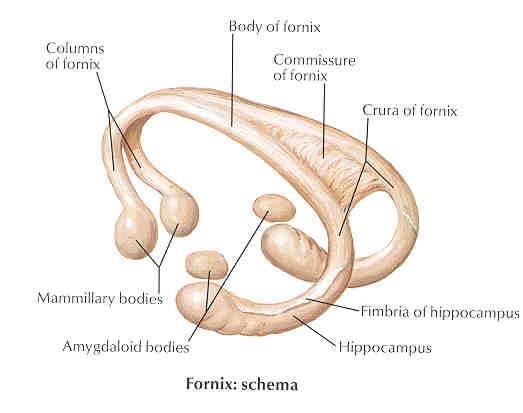 Body of fornix
Columns
of fornix
Commissure
of fornix
Crura of fornix
Mammillary bodies
Fimbria of hippocampus
Amygdaloid bodies
Hippocampus
Fornix: schema